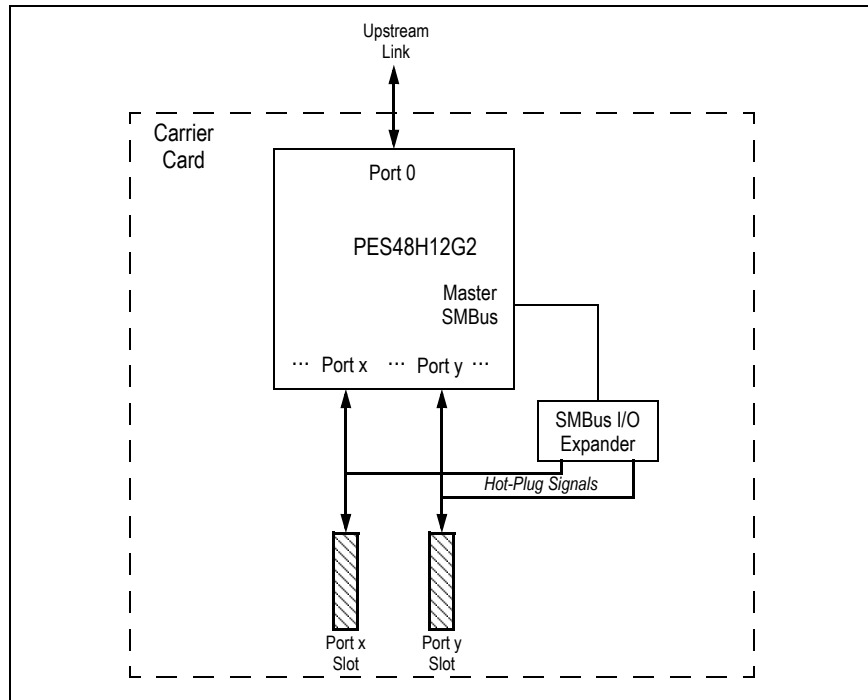 Upstream
Link
Carrier
Card
Port 0
PES48H12G2
Master
SMBus
··· Port x ··· Port y ···
SMBus I/O
Expander
Hot-Plug Signals
Port x
Slot
Port y
Slot